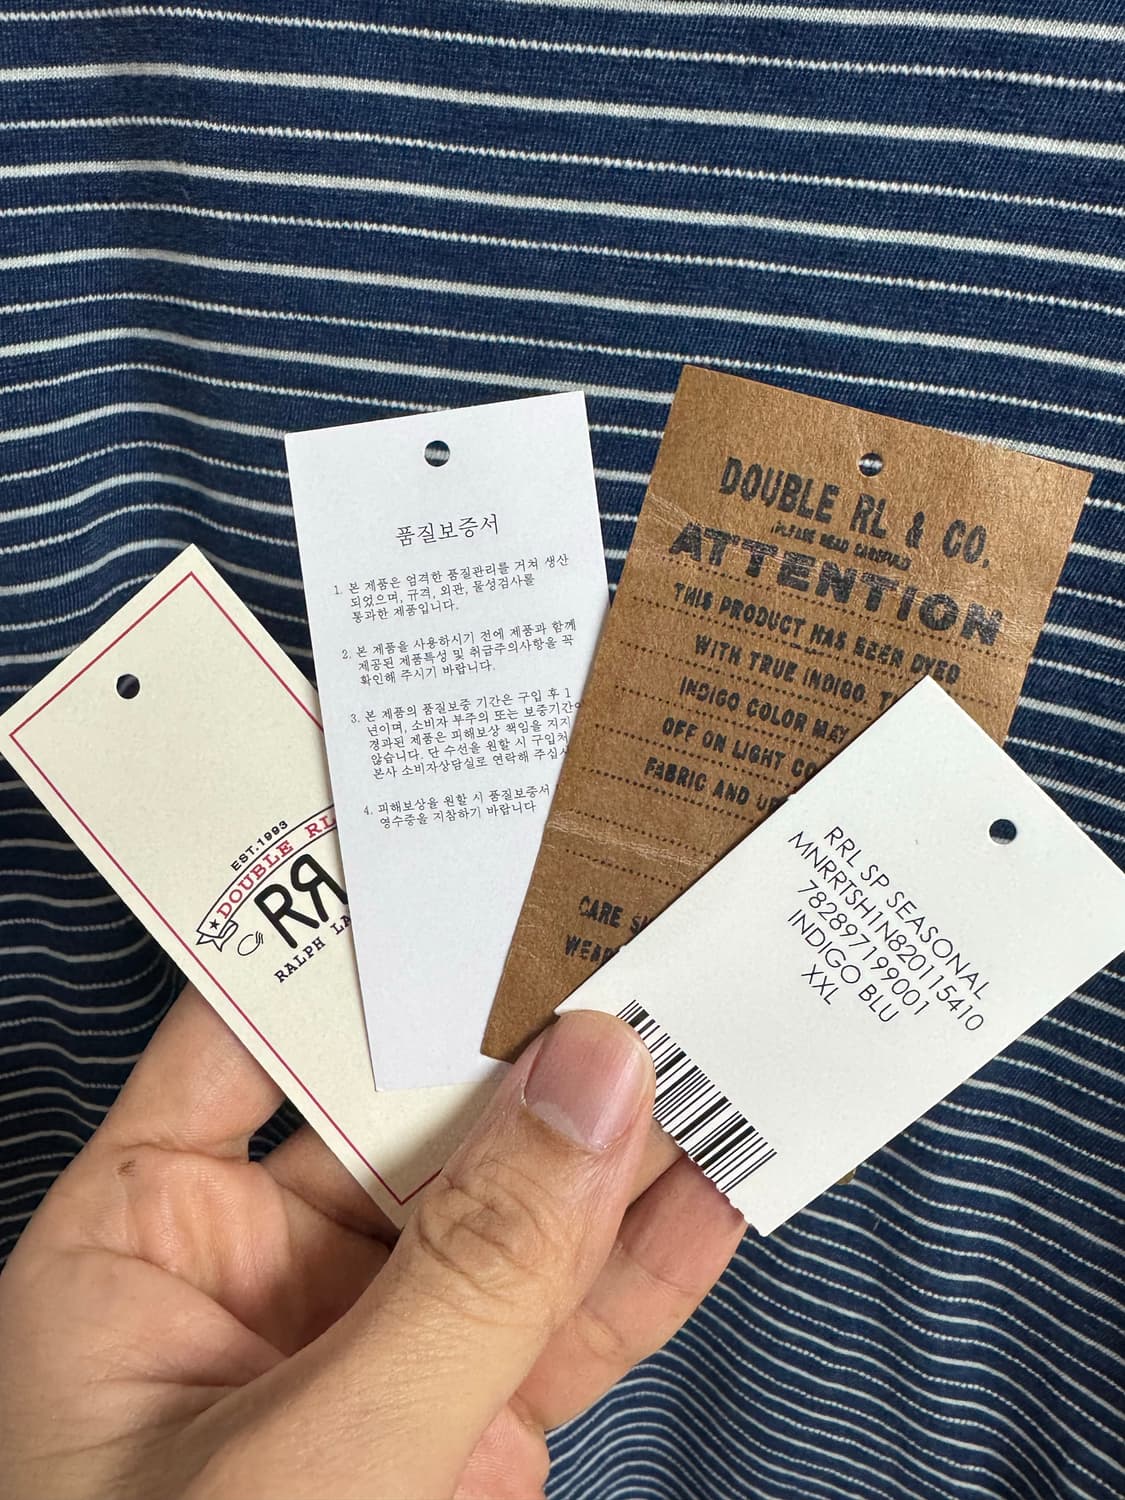 EST.1993
DOUBLE RL
RRL
RALPH
품질보증서
1. 본 제품은 엄격한 품질관리를 거쳐 생산
되었으며, 규격, 외관, 물성검사를
통과한 제품입니다.
2. 본 제품을 사용하시기 전에 제품과 함께
제공된 제품특성 및 취급주의사항을 꼭
확인해 주시기 바랍니다.
3. 본 제품의 품질보증 기간은 구입 후 1
년이며, 소비자 부주의 또는 보증기간이
경과된 제품은 피해보상 책임을 지지
않습니다. 단 수선을 원할 시 구입처
본사 소비자상담실로 연락해 주십시
4. 피해보상을 원할 시 품질보증서
영수증을 지참하기 바랍니다
DOUBLE RL & CO.
PLEASE READ CAREFULLY
ATTENTION
THIS PRODUCT HAS BEEN DYED
WITH TRUE INDIGO.
INDIGO COLOR MAY
OFF ON LIGHT
FABRIC AND
CARE
WEAR
RRL SP SEASONAL
MNRRTSH1N820115410
782897199001
INDIGO BLU
XXL